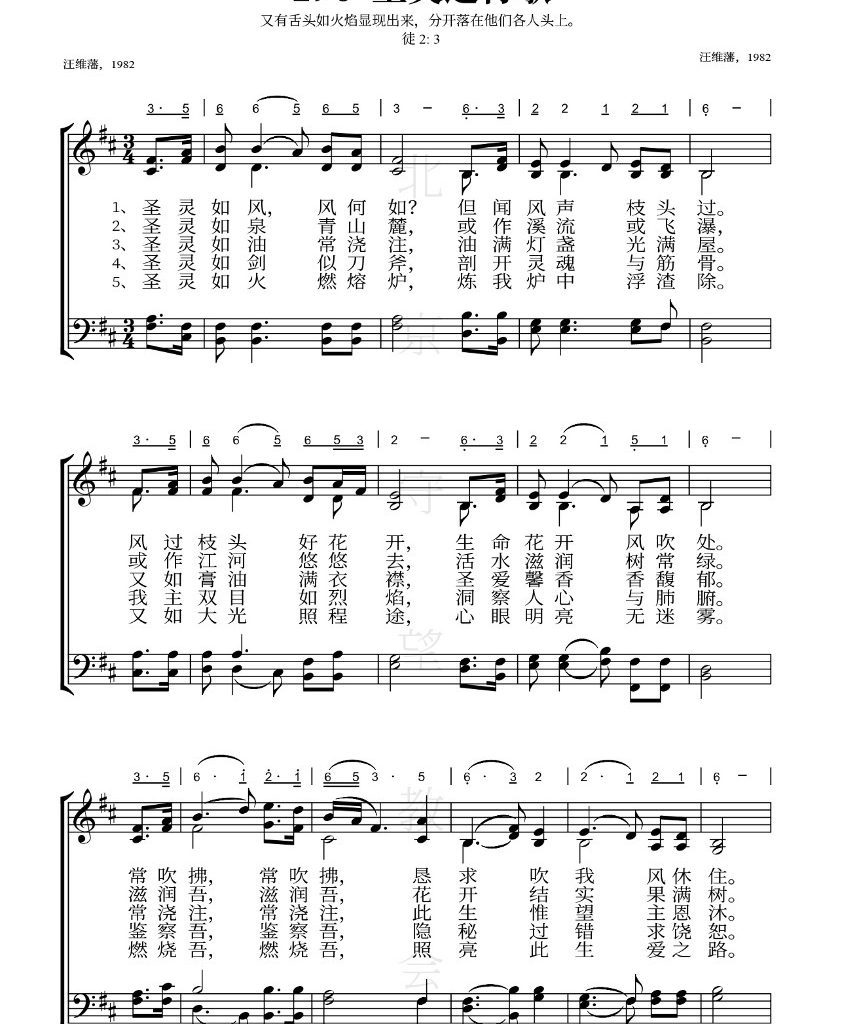 又有舌头如火焰显现出来，分开落在他们各人头上。
徒 2: 3
汪维藩，1982
汪维藩，1982
3· 5 | 6 6 5 6 5 | 3 － 6· 3 | 2 2 1 2 1 | 6 － |
1、圣灵如风，风何如？但闻风声枝头过。
2、圣灵如泉青山麓，或作溪流或飞瀑，
3、圣灵如油常浇注，油满灯盏光满屋。
4、圣灵如剑似刀斧，剖开灵魂与筋骨。
5、圣灵如火燃熔炉，炼我炉中浮渣除。
3· 5 | 6 6 5 6 5 3 | 2 － 6· 3 | 2 2 1 5 1 | 6 － |
风过枝头好花开，生命花开风吹处。
或作江河悠悠去，活水滋润树常绿。
又如膏油满衣襟，圣爱馨香香馥郁。
我主双目如烈焰，洞察人心与肺腑。
又如大光照程途，心眼明亮无迷雾。
3· 5 | 6· 1 2· 1 | 6 5 3· 5 | 6· 3 2 | 2· 1 2 1 | 6 －
常吹拂，常吹拂，恳求吹我风休住。
滋润吾，滋润吾，花开结实果满树。
常浇注，常浇注，此生惟望主恩沐。
鉴察吾，鉴察吾，隐秘过错求饶恕。
燃烧吾，燃烧吾，照亮此生爱之路。
北京守望教会